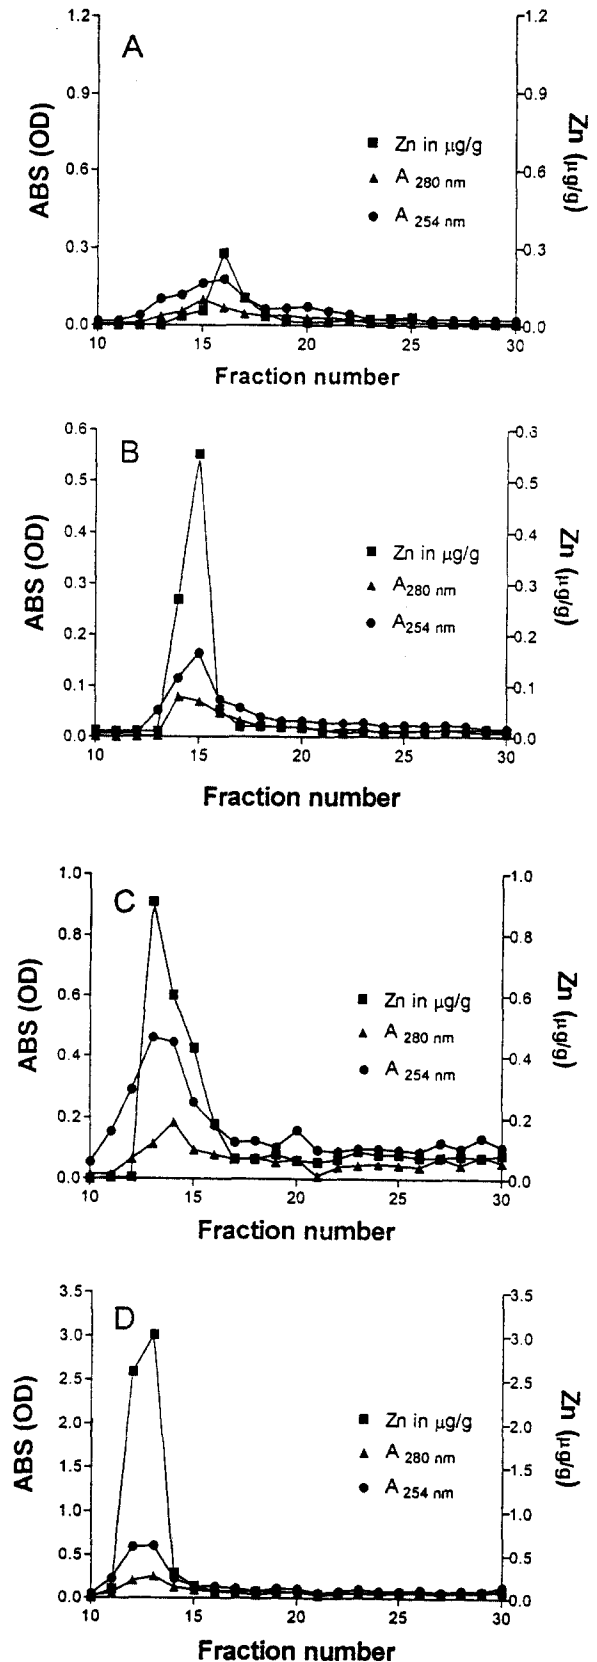 A
1.2 1.2
0.9 0.9
0.6 0.6
0.3 0.3
0.0 0.0
10 15 20 25 30
ABS (OD)
Zn (μg/g)
Zn in μg/g
A 280 nm
A 254 nm
Fraction number
B
0.6 0.6
0.5 0.5
0.4 0.4
0.3 0.3
0.2 0.2
0.1 0.1
0.0 0.0
10 15 20 25 30
ABS (OD)
Zn (μg/g)
Zn in μg/g
A280 nm
A254 nm
Fraction number
C
1.0 1.0
0.8 0.8
0.6 0.6
0.4 0.4
0.2 0.2
0.0 0.0
10 15 20 25 30
ABS (OD)
Zn (μg/g)
Zn in μg/g
A 280 nm
A 254 nm
Fraction number
D
3.5 3.5
3.0 3.0
2.5 2.5
2.0 2.0
1.5 1.5
1.0 1.0
0.5 0.5
0.0 0.0
10 15 20 25 30
ABS (OD)
Zn (μg/g)
Zn in μg/g
A 280 nm
A 254 nm
Fraction number